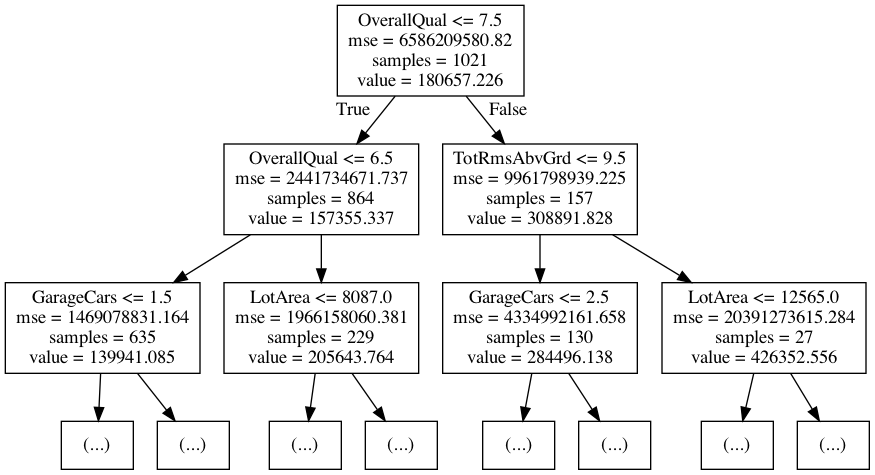 OverallQual <= 7.5
mse = 6586209580.82
samples = 1021
value = 180657.226
True
False
OverallQual <= 6.5
mse = 2441734671.737
samples = 864
value = 157355.337
TotRmsAbvGrd <= 9.5
mse = 9961798939.225
samples = 157
value = 308891.828
GarageCars <= 1.5
mse = 1469078831.164
samples = 635
value = 139941.085
LotArea <= 8087.0
mse = 1966158060.381
samples = 229
value = 205643.764
GarageCars <= 2.5
mse = 4334992161.658
samples = 130
value = 284496.138
LotArea <= 12565.0
mse = 20391273615.284
samples = 27
value = 426352.556
(...)
(...)
(...)
(...)
(...)
(...)
(...)
(...)